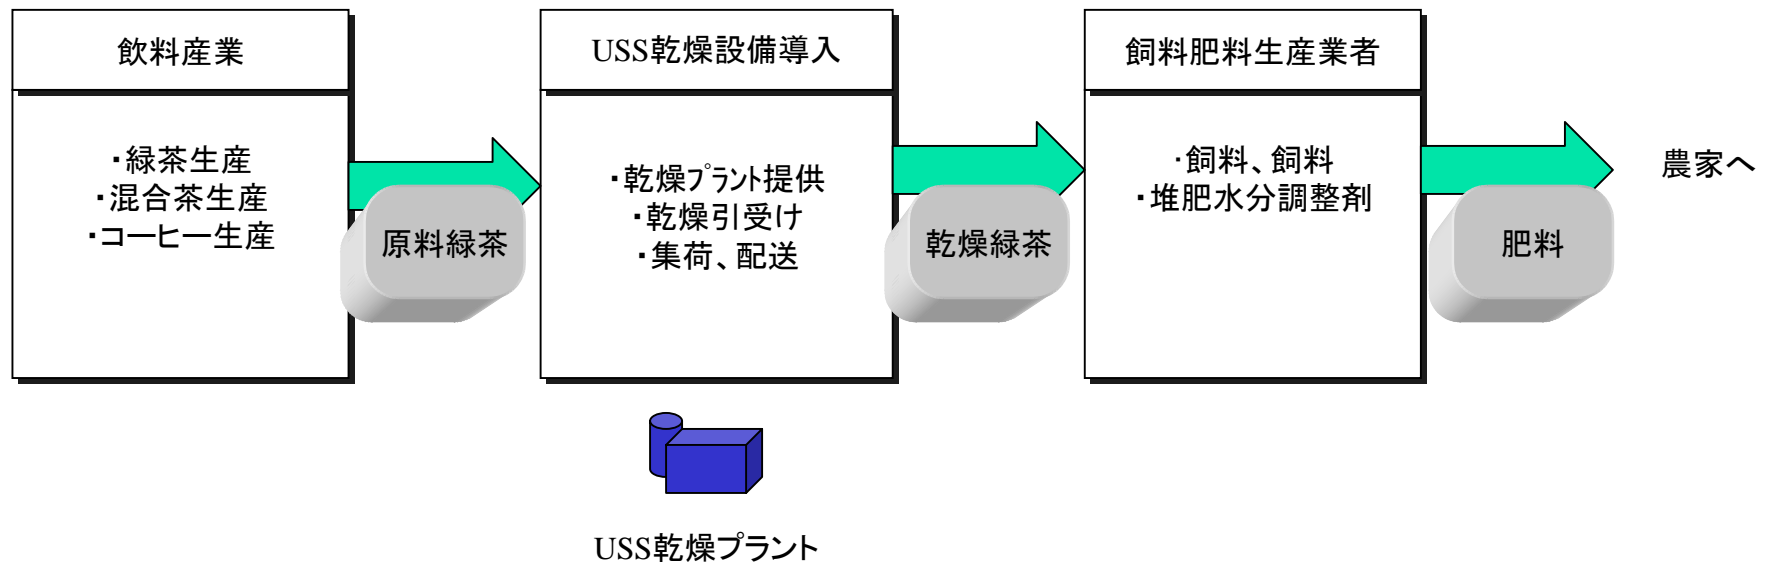 飲料産業
・緑茶生産
・混合茶生産
・コーヒー生産
原料緑茶
USS乾燥設備導入
・乾燥ﾌﾟﾗﾝﾄ提供
・乾燥引受け
・集荷、配送
乾燥緑茶
飼料肥料生産業者
・飼料、飼料
・堆肥水分調整剤
肥料
農家へ
USS乾燥プラント